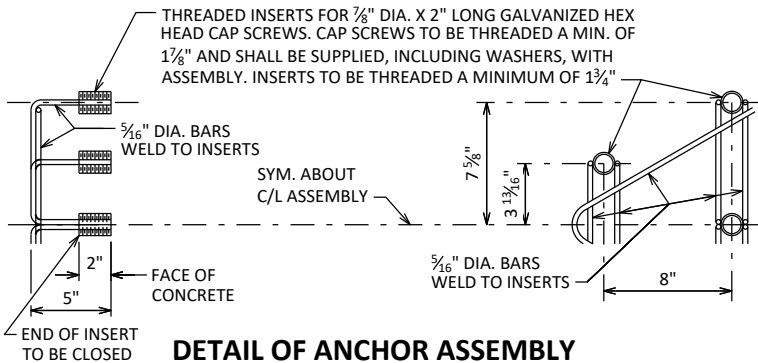 THREADED INSERTS FOR ⅞" DIA. X 2" LONG GALVANIZED HEX
HEAD CAP SCREWS. CAP SCREWS TO BE THREADED A MIN. OF
1⅞" AND SHALL BE SUPPLIED, INCLUDING WASHERS, WITH
ASSEMBLY. INSERTS TO BE THREADED A MINIMUM OF 1¾"
5⁄16" DIA. BARS
WELD TO INSERTS
SYM. ABOUT
C/L ASSEMBLY
7 ⅝"
3 13⁄16"
2"
FACE OF
CONCRETE
5"
5⁄16" DIA. BARS
WELD TO INSERTS
8"
END OF INSERT
TO BE CLOSED
DETAIL OF ANCHOR ASSEMBLY